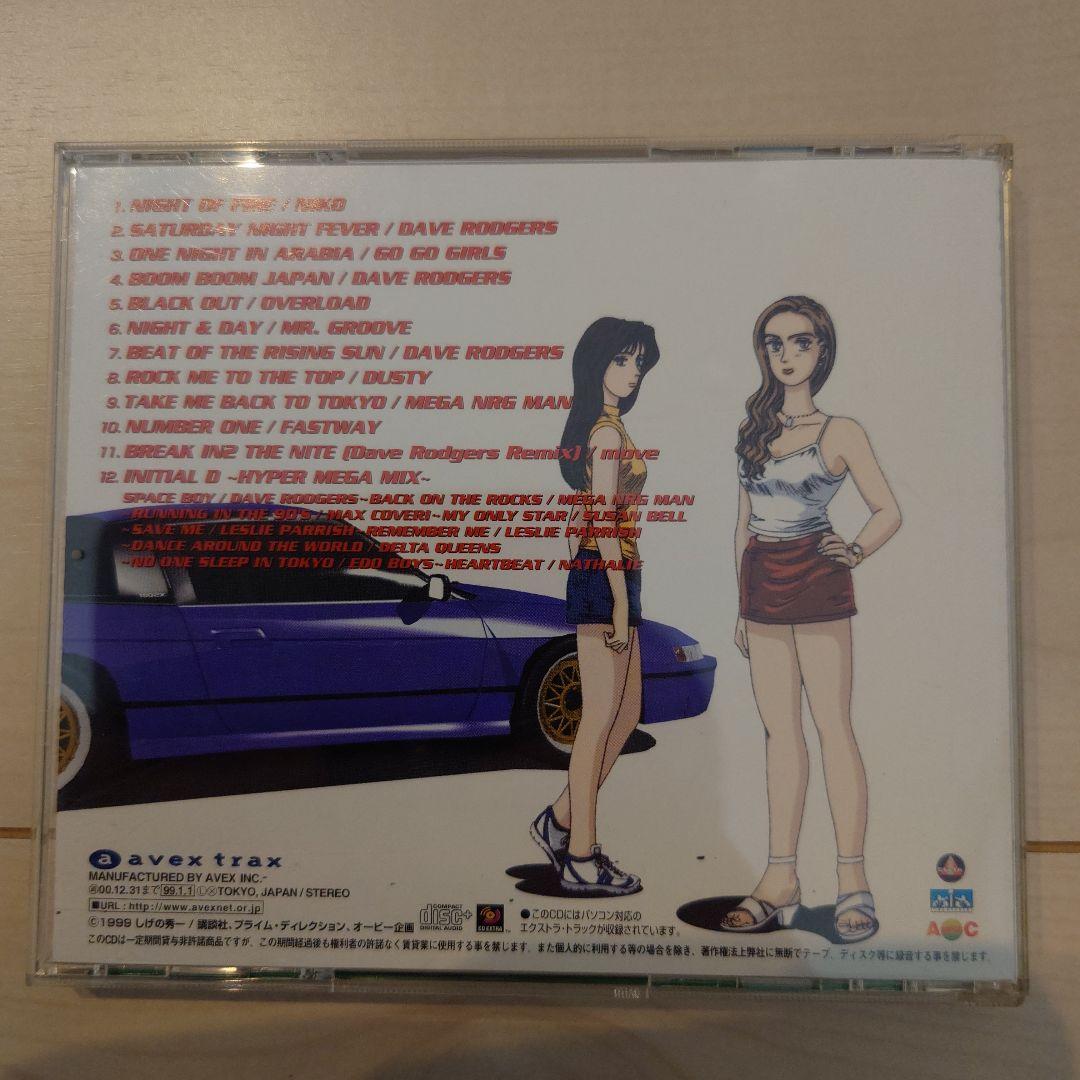 1. NIGHT OF FIRE / NIKO
2. SATURDAY NIGHT FEVER / DAVE RODGERS
3. ONE NIGHT IN ARABIA / GO GO GIRLS
4. BOOM BOOM JAPAN / DAVE RODGERS
5. BLACK OUT / OVERLOAD
6. NIGHT & DAY / MR. GROOVE
7. BEAT OF THE RISING SUN / DAVE RODGERS
8. ROCK ME TO THE TOP / DUSTY
9. TAKE ME BACK TO TOKYO / MEGA NRG MAN
10. NUMBER ONE / FASTWAY
11. BREAK IN2 THE NITE (Dave Rodgers Remix) / move
12. INITIAL D ~HYPER MEGA MIX~
SPACE BOY / DAVE RODGERS~BACK ON THE ROCKS / MEGA NRG MAN
~RUNNING IN THE 90'S / MAX COVERI~MY ONLY STAR / SUSAN BELL
~SAVE ME / LESLIE PARRISH~REMEMBER ME / LESLIE PARRISH
~DANCE AROUND THE WORLD / DELTA QUEENS
~NO ONE SLEEP IN TOKYO / EDO BOYS~HEARTBEAT / NATHALIE
180SX
a avex trax
MANUFACTURED BY AVEX INC.
00.12.31まで 99.1.1 TOKYO, JAPAN / STEREO
■URL : http://www.avexnet.or.jp
©1999 しげの秀一 / 講談社、プライム・ディレクション、オービー企画
COMPACT
disc+
DIGITAL AUDIO
CD EXTRA
●このCDにはパソコン対応の
エクストラ・トラックが収録されています。
A C
このCDは一定期間貸与非許諾商品ですが、この期間経過後も権利者の許諾なく賃貸業に使用する事を禁じます。また個人的に利用する等の場合を除き、著作権法上弊社に無断でテープ、ディスク等に録音する事を禁じます。